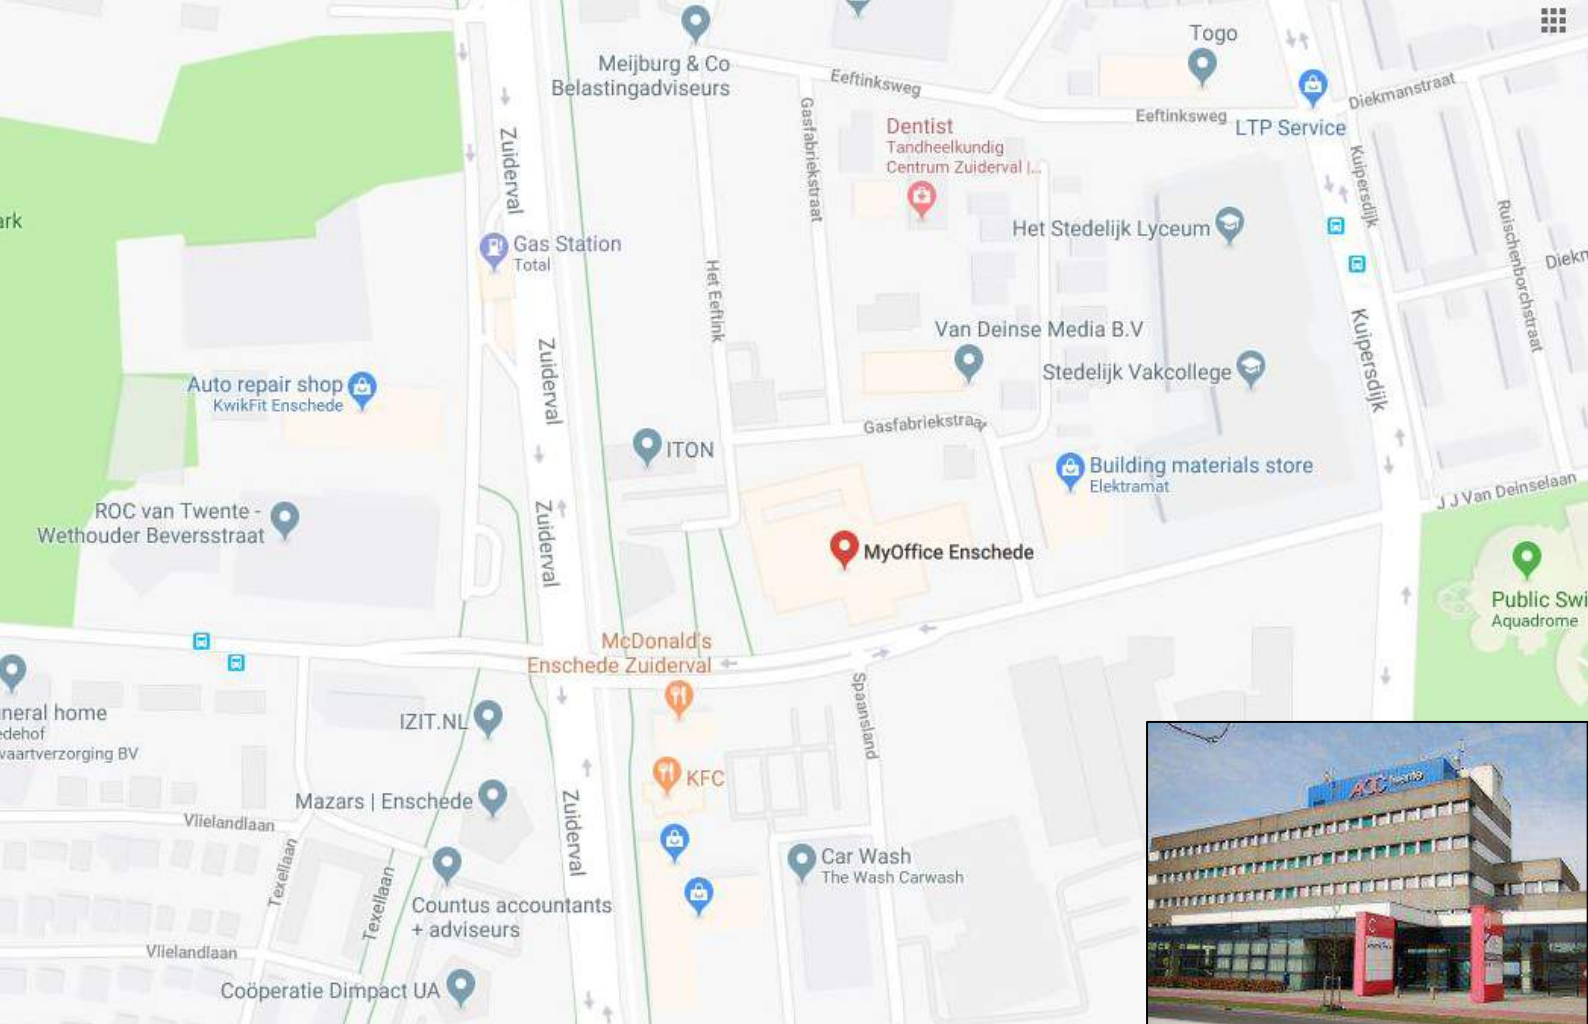 Togo
Meijburg & Co
Belastingadviseurs
Eeftinksweg
Diekmanstraat
Eeftinksweg
LTP Service
Zuiderval
Gasfabriekstraat
Dentist
Tandheelkundig
Centrum Zuiderval |...
Kuipersdijk
ark
Het Stedelijk Lyceum
Ruischenborchstraat
Gas Station
Total
Diekn
Het Eeftink
Van Deinse Media B.V
Zuiderval
Kuipersdijk
Stedelijk Vakcollege
Auto repair shop
KwikFit Enschede
Gasfabriekstraat
ITON
Building materials store
Elektramat
J J Van Deinselaan
ROC van Twente -
Wethouder Beversstraat
Zuiderval
MyOffice Enschede
Public Swi
Aquadrome
McDonald's
Enschede Zuiderval
neral home
edehof
vaartverzorging BV
IZIT.NL
Spaansland
KFC
Mazars | Enschede
Vlielandlaan
Zuiderval
Texellaan
Texellaan
Car Wash
The Wash Carwash
Countus accountants
+ adviseurs
Vlielandlaan
Coöperatie Dimpact UA
Twente